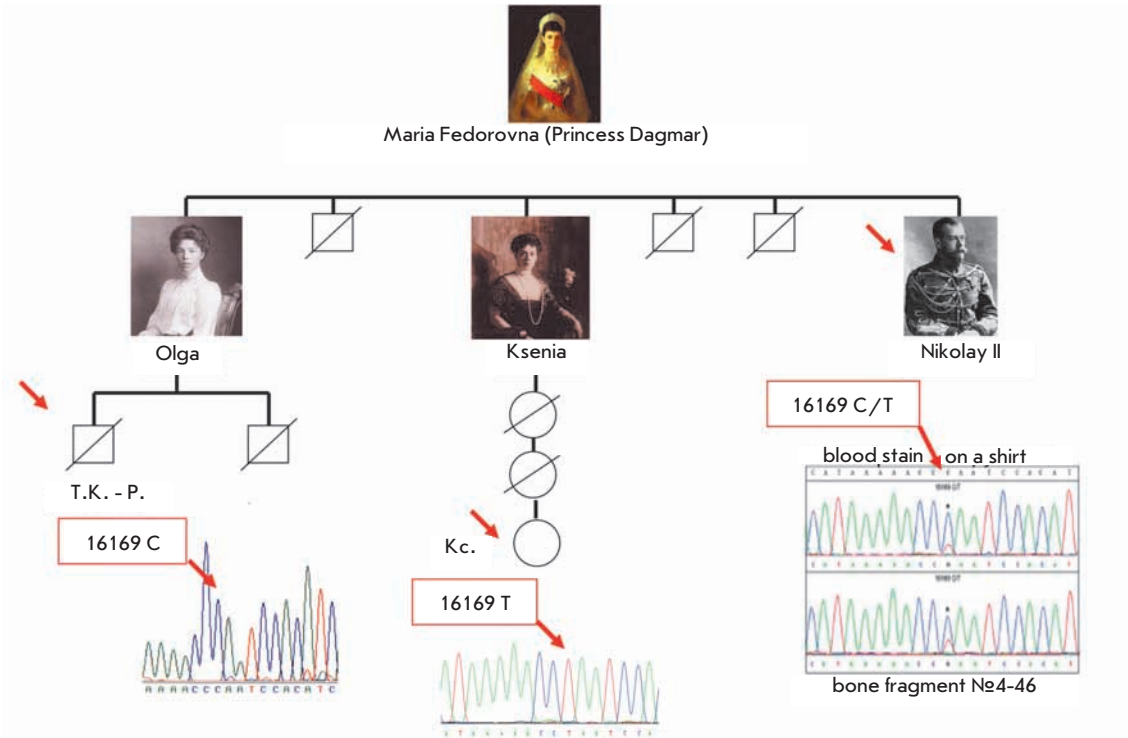 Maria Fedorovna (Princess Dagmar)
Olga
Ksenia
Nikolay II
T.K. - P.
16169 C
A A A A C C C A A T C C A C A T C
Kc.
16169 T
16169 C/T
blood stain on a shirt
bone fragment №4-46